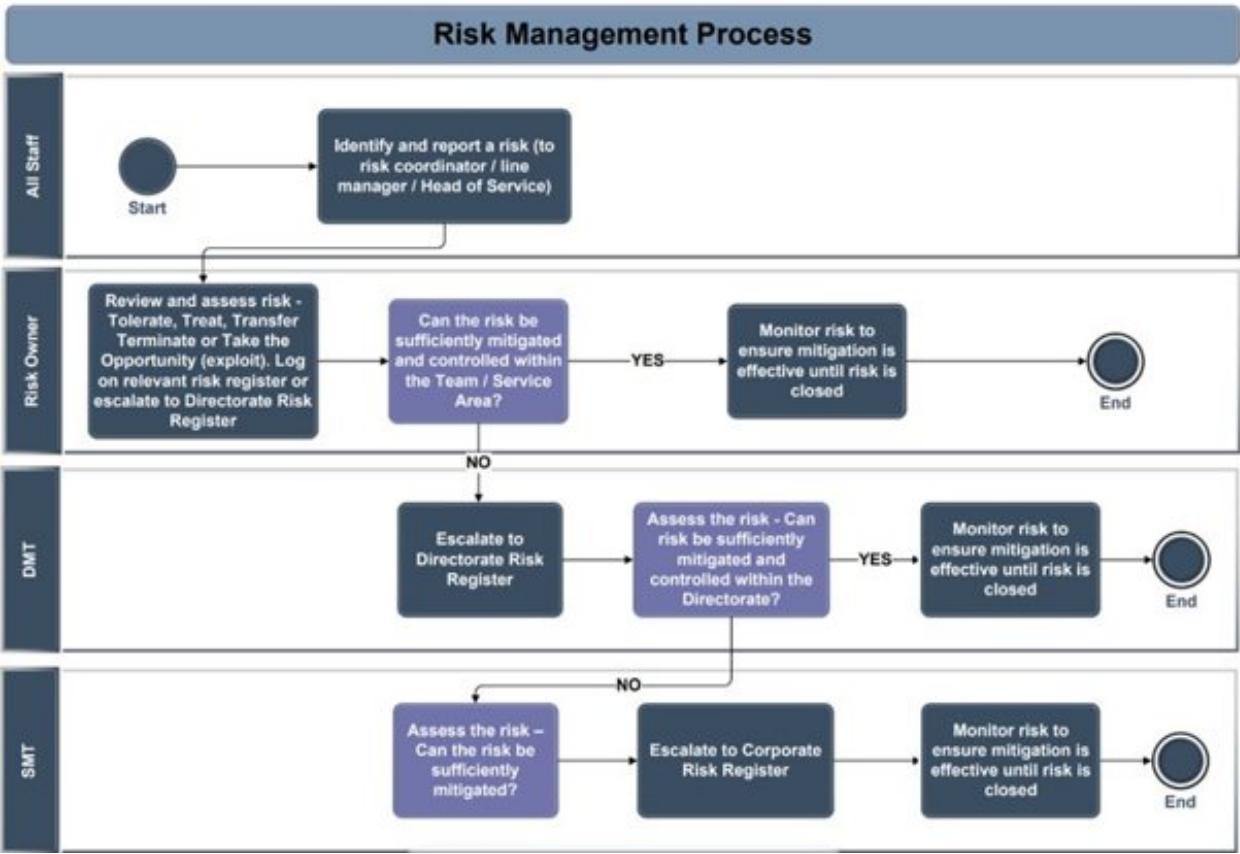 Risk Management Process
All Staff
Start
Identify and report a risk (to
risk coordinator / line
manager / Head of Service)
Risk Owner
Review and assess risk -
Tolerate, Treat, Transfer
Terminate or Take the
Opportunity (exploit). Log
on relevant risk register or
escalate to Directorate Risk
Register
Can the risk be
sufficiently mitigated
and controlled within
the Team / Service
Area?
YES
Monitor risk to
ensure mitigation is
effective until risk is
closed
End
NO
DMT
Escalate to
Directorate Risk
Register
Assess the risk - Can
risk be sufficiently
mitigated and
controlled within the
Directorate?
YES
Monitor risk to
ensure mitigation is
effective until risk is
closed
End
NO
SMT
Assess the risk –
Can the risk be
sufficiently
mitigated?
Escalate to Corporate
Risk Register
Monitor risk to
ensure mitigation is
effective until risk is
closed
End